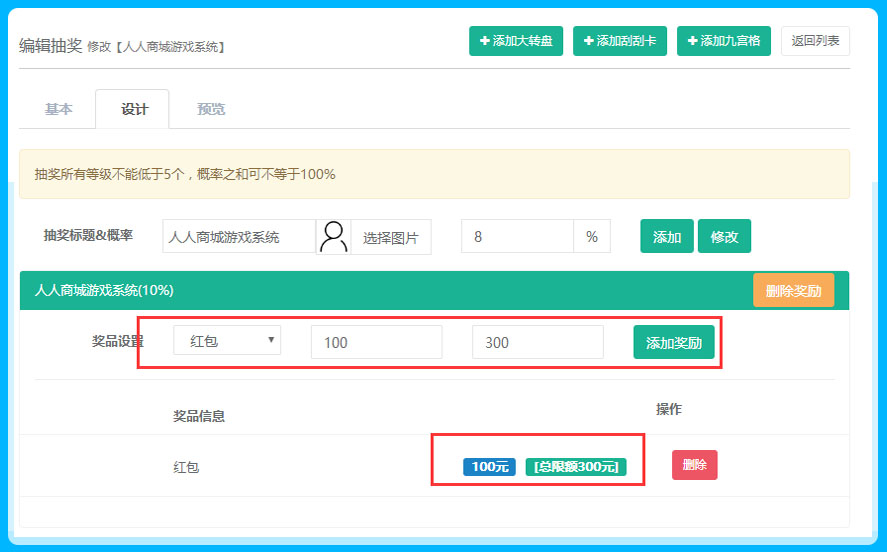 编辑抽奖 修改【人人商城游戏系统】 添加大转盘 添加刮刮卡 添加九宫格 返回列表
基本 设计 预览
抽奖所有等级不能低于5个，概率之和可不等于100%
抽奖标题&概率 人人商城游戏系统 选择图片 8 % 添加 修改
人人商城游戏系统(10%) 删除奖励
奖品设置 红包 100 300 添加奖励
奖品信息 操作
红包 100元 [总限额300元] 删除